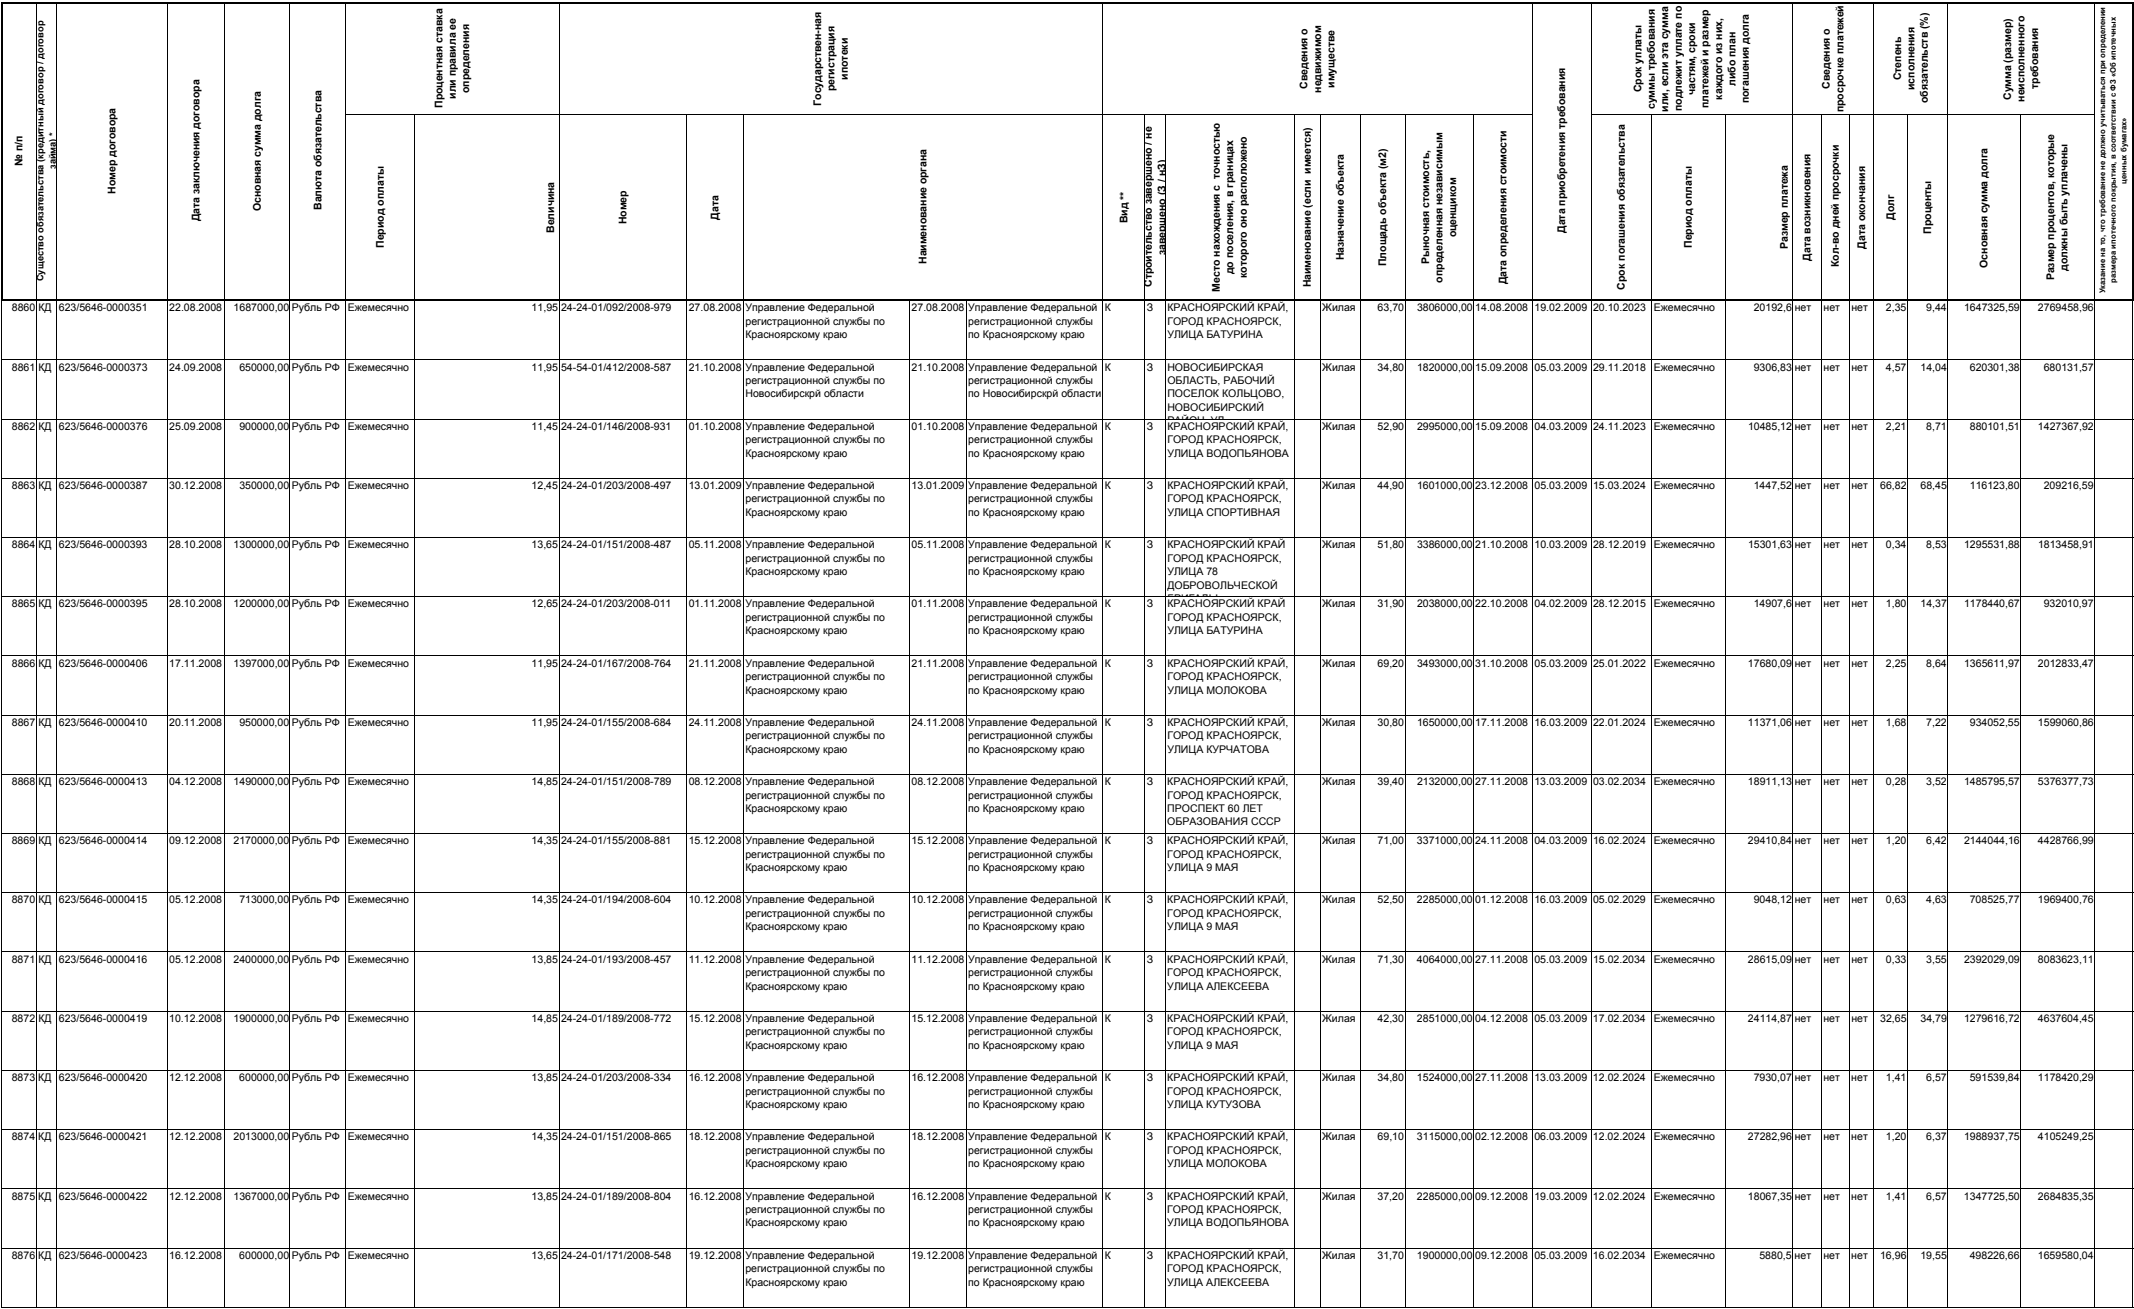 № п/п
Существо обязательства (кредитный договор / договор займа) *
Номер договора
Дата заключения договора
Основная сумма долга
Валюта обязательства
Процентная ставка или правила ее определения
Период оплаты
Величина
Государствен-ная регистрация ипотеки
Номер
Дата
Наименование органа
Сведения о недвижимом имуществе
Вид **
Строительство завершено / не завершено (З / нЗ)
Место нахождения с точностью до поселения, в границах которого оно расположено
Наименование (если имеется)
Назначение объекта
Площадь объекта (м2)
Рыночная стоимость, определенная независимым оценщиком
Дата определения стоимости
Дата приобретения требования
Срок уплаты суммы требования или, если эта сумма подлежит уплате по частям, сроки платежей и размер каждого из них, либо план погашения долга
Срок погашения обязательства
Период оплаты
Размер платежа
Сведения о просрочке платежей
Дата возникновения
Кол-во дней просрочки
Дата окончания
Степень исполнения обязательств (%)
Долг
Проценты
Сумма (размер) неисполненного требования
Основная сумма долга
Размер процентов, которые должны быть уплачены
Указание на то, что требование не должно учитываться при определении размера ипотечного покрытия, в соответствии с ФЗ «Об ипотечных ценных бумагах»
8860 КД 623/5646-0000351 22.08.2008 1687000,00 Рубль РФ Ежемесячно 11,95 24-24-01/092/2008-979 27.08.2008 Управление Федеральной регистрационной службы по Красноярскому краю 27.08.2008 Управление Федеральной регистрационной службы по Красноярскому краю К З КРАСНОЯРСКИЙ КРАЙ, ГОРОД КРАСНОЯРСК, УЛИЦА БАТУРИНА Жилая 63,70 3806000,00 14.08.2008 19.02.2009 20.10.2023 Ежемесячно 20192,6 нет нет нет 2,35 9,44 1647325,59 2769458,96
8861 КД 623/5646-0000373 24.09.2008 650000,00 Рубль РФ Ежемесячно 11,95 54-54-01/412/2008-587 21.10.2008 Управление Федеральной регистрационной службы по Новосибирскрй области 21.10.2008 Управление Федеральной регистрационной службы по Новосибирскрй области К З НОВОСИБИРСКАЯ ОБЛАСТЬ, РАБОЧИЙ ПОСЕЛОК КОЛЬЦОВО, НОВОСИБИРСКИЙ Жилая 34,80 1820000,00 15.09.2008 05.03.2009 29.11.2018 Ежемесячно 9306,83 нет нет нет 4,57 14,04 620301,38 680131,57
8862 КД 623/5646-0000376 25.09.2008 900000,00 Рубль РФ Ежемесячно 11,45 24-24-01/146/2008-931 01.10.2008 Управление Федеральной регистрационной службы по Красноярскому краю 01.10.2008 Управление Федеральной регистрационной службы по Красноярскому краю К З КРАСНОЯРСКИЙ КРАЙ, ГОРОД КРАСНОЯРСК, УЛИЦА ВОДОПЬЯНОВА Жилая 52,90 2995000,00 15.09.2008 04.03.2009 24.11.2023 Ежемесячно 10485,12 нет нет нет 2,21 8,71 880101,51 1427367,92
8863 КД 623/5646-0000387 30.12.2008 350000,00 Рубль РФ Ежемесячно 12,45 24-24-01/203/2008-497 13.01.2009 Управление Федеральной регистрационной службы по Красноярскому краю 13.01.2009 Управление Федеральной регистрационной службы по Красноярскому краю К З КРАСНОЯРСКИЙ КРАЙ, ГОРОД КРАСНОЯРСК, УЛИЦА СПОРТИВНАЯ Жилая 44,90 1601000,00 23.12.2008 05.03.2009 15.03.2024 Ежемесячно 1447,52 нет нет нет 66,82 68,45 116123,80 209216,59
8864 КД 623/5646-0000393 28.10.2008 1300000,00 Рубль РФ Ежемесячно 13,65 24-24-01/151/2008-487 05.11.2008 Управление Федеральной регистрационной службы по Красноярскому краю 05.11.2008 Управление Федеральной регистрационной службы по Красноярскому краю К З КРАСНОЯРСКИЙ КРАЙ ГОРОД КРАСНОЯРСК, УЛИЦА 78 ДОБРОВОЛЬЧЕСКОЙ Жилая 51,80 3386000,00 21.10.2008 10.03.2009 28.12.2019 Ежемесячно 15301,63 нет нет нет 0,34 8,53 1295531,88 1813458,91
8865 КД 623/5646-0000395 28.10.2008 1200000,00 Рубль РФ Ежемесячно 12,65 24-24-01/203/2008-011 01.11.2008 Управление Федеральной регистрационной службы по Красноярскому краю 01.11.2008 Управление Федеральной регистрационной службы по Красноярскому краю К З КРАСНОЯРСКИЙ КРАЙ ГОРОД КРАСНОЯРСК, УЛИЦА БАТУРИНА Жилая 31,90 2038000,00 22.10.2008 04.02.2009 28.12.2015 Ежемесячно 14907,6 нет нет нет 1,80 14,37 1178440,67 932010,97
8866 КД 623/5646-0000406 17.11.2008 1397000,00 Рубль РФ Ежемесячно 11,95 24-24-01/167/2008-764 21.11.2008 Управление Федеральной регистрационной службы по Красноярскому краю 21.11.2008 Управление Федеральной регистрационной службы по Красноярскому краю К З КРАСНОЯРСКИЙ КРАЙ, ГОРОД КРАСНОЯРСК, УЛИЦА МОЛОКОВА Жилая 69,20 3493000,00 31.10.2008 05.03.2009 25.01.2022 Ежемесячно 17680,09 нет нет нет 2,25 8,64 1365611,97 2012833,47
8867 КД 623/5646-0000410 20.11.2008 950000,00 Рубль РФ Ежемесячно 11,95 24-24-01/155/2008-684 24.11.2008 Управление Федеральной регистрационной службы по Красноярскому краю 24.11.2008 Управление Федеральной регистрационной службы по Красноярскому краю К З КРАСНОЯРСКИЙ КРАЙ, ГОРОД КРАСНОЯРСК, УЛИЦА КУРЧАТОВА Жилая 30,80 1650000,00 17.11.2008 16.03.2009 22.01.2024 Ежемесячно 11371,06 нет нет нет 1,68 7,22 934052,55 1599060,86
8868 КД 623/5646-0000413 04.12.2008 1490000,00 Рубль РФ Ежемесячно 14,85 24-24-01/151/2008-789 08.12.2008 Управление Федеральной регистрационной службы по Красноярскому краю 08.12.2008 Управление Федеральной регистрационной службы по Красноярскому краю К З КРАСНОЯРСКИЙ КРАЙ, ГОРОД КРАСНОЯРСК, ПРОСПЕКТ 60 ЛЕТ ОБРАЗОВАНИЯ СССР Жилая 39,40 2132000,00 27.11.2008 13.03.2009 03.02.2034 Ежемесячно 18911,13 нет нет нет 0,28 3,52 1485795,57 5376377,73
8869 КД 623/5646-0000414 09.12.2008 2170000,00 Рубль РФ Ежемесячно 14,35 24-24-01/155/2008-881 15.12.2008 Управление Федеральной регистрационной службы по Красноярскому краю 15.12.2008 Управление Федеральной регистрационной службы по Красноярскому краю К З КРАСНОЯРСКИЙ КРАЙ, ГОРОД КРАСНОЯРСК, УЛИЦА 9 МАЯ Жилая 71,00 3371000,00 24.11.2008 04.03.2009 16.02.2024 Ежемесячно 29410,84 нет нет нет 1,20 6,42 2144044,16 4428766,99
8870 КД 623/5646-0000415 05.12.2008 713000,00 Рубль РФ Ежемесячно 14,35 24-24-01/194/2008-604 10.12.2008 Управление Федеральной регистрационной службы по Красноярскому краю 10.12.2008 Управление Федеральной регистрационной службы по Красноярскому краю К З КРАСНОЯРСКИЙ КРАЙ, ГОРОД КРАСНОЯРСК, УЛИЦА 9 МАЯ Жилая 52,50 2285000,00 01.12.2008 16.03.2009 05.02.2029 Ежемесячно 9048,12 нет нет нет 0,63 4,63 708525,77 1969400,76
8871 КД 623/5646-0000416 05.12.2008 2400000,00 Рубль РФ Ежемесячно 13,85 24-24-01/193/2008-457 11.12.2008 Управление Федеральной регистрационной службы по Красноярскому краю 11.12.2008 Управление Федеральной регистрационной службы по Красноярскому краю К З КРАСНОЯРСКИЙ КРАЙ, ГОРОД КРАСНОЯРСК, УЛИЦА АЛЕКСЕЕВА Жилая 71,30 4064000,00 27.11.2008 05.03.2009 15.02.2034 Ежемесячно 28615,09 нет нет нет 0,33 3,55 2392029,09 8083623,11
8872 КД 623/5646-0000419 10.12.2008 1900000,00 Рубль РФ Ежемесячно 14,85 24-24-01/189/2008-772 15.12.2008 Управление Федеральной регистрационной службы по Красноярскому краю 15.12.2008 Управление Федеральной регистрационной службы по Красноярскому краю К З КРАСНОЯРСКИЙ КРАЙ, ГОРОД КРАСНОЯРСК, УЛИЦА 9 МАЯ Жилая 42,30 2851000,00 04.12.2008 05.03.2009 17.02.2034 Ежемесячно 24114,87 нет нет нет 32,65 34,79 1279616,72 4637604,45
8873 КД 623/5646-0000420 12.12.2008 600000,00 Рубль РФ Ежемесячно 13,85 24-24-01/203/2008-334 16.12.2008 Управление Федеральной регистрационной службы по Красноярскому краю 16.12.2008 Управление Федеральной регистрационной службы по Красноярскому краю К З КРАСНОЯРСКИЙ КРАЙ, ГОРОД КРАСНОЯРСК, УЛИЦА КУТУЗОВА Жилая 34,80 1524000,00 27.11.2008 13.03.2009 12.02.2024 Ежемесячно 7930,07 нет нет нет 1,41 6,57 591539,84 1178420,29
8874 КД 623/5646-0000421 12.12.2008 2013000,00 Рубль РФ Ежемесячно 14,35 24-24-01/151/2008-865 18.12.2008 Управление Федеральной регистрационной службы по Красноярскому краю 18.12.2008 Управление Федеральной регистрационной службы по Красноярскому краю К З КРАСНОЯРСКИЙ КРАЙ, ГОРОД КРАСНОЯРСК, УЛИЦА МОЛОКОВА Жилая 69,10 3115000,00 02.12.2008 06.03.2009 12.02.2024 Ежемесячно 27282,96 нет нет нет 1,20 6,37 1988937,75 4105249,25
8875 КД 623/5646-0000422 12.12.2008 1367000,00 Рубль РФ Ежемесячно 13,85 24-24-01/189/2008-804 16.12.2008 Управление Федеральной регистрационной службы по Красноярскому краю 16.12.2008 Управление Федеральной регистрационной службы по Красноярскому краю К З КРАСНОЯРСКИЙ КРАЙ, ГОРОД КРАСНОЯРСК, УЛИЦА ВОДОПЬЯНОВА Жилая 37,20 2285000,00 09.12.2008 19.03.2009 12.02.2024 Ежемесячно 18067,35 нет нет нет 1,41 6,57 1347725,50 2684835,35
8876 КД 623/5646-0000423 16.12.2008 600000,00 Рубль РФ Ежемесячно 13,65 24-24-01/171/2008-548 19.12.2008 Управление Федеральной регистрационной службы по Красноярскому краю 19.12.2008 Управление Федеральной регистрационной службы по Красноярскому краю К З КРАСНОЯРСКИЙ КРАЙ, ГОРОД КРАСНОЯРСК, УЛИЦА АЛЕКСЕЕВА Жилая 31,70 1900000,00 09.12.2008 05.03.2009 16.02.2034 Ежемесячно 5880,5 нет нет нет 16,96 19,55 498226,66 1659580,04